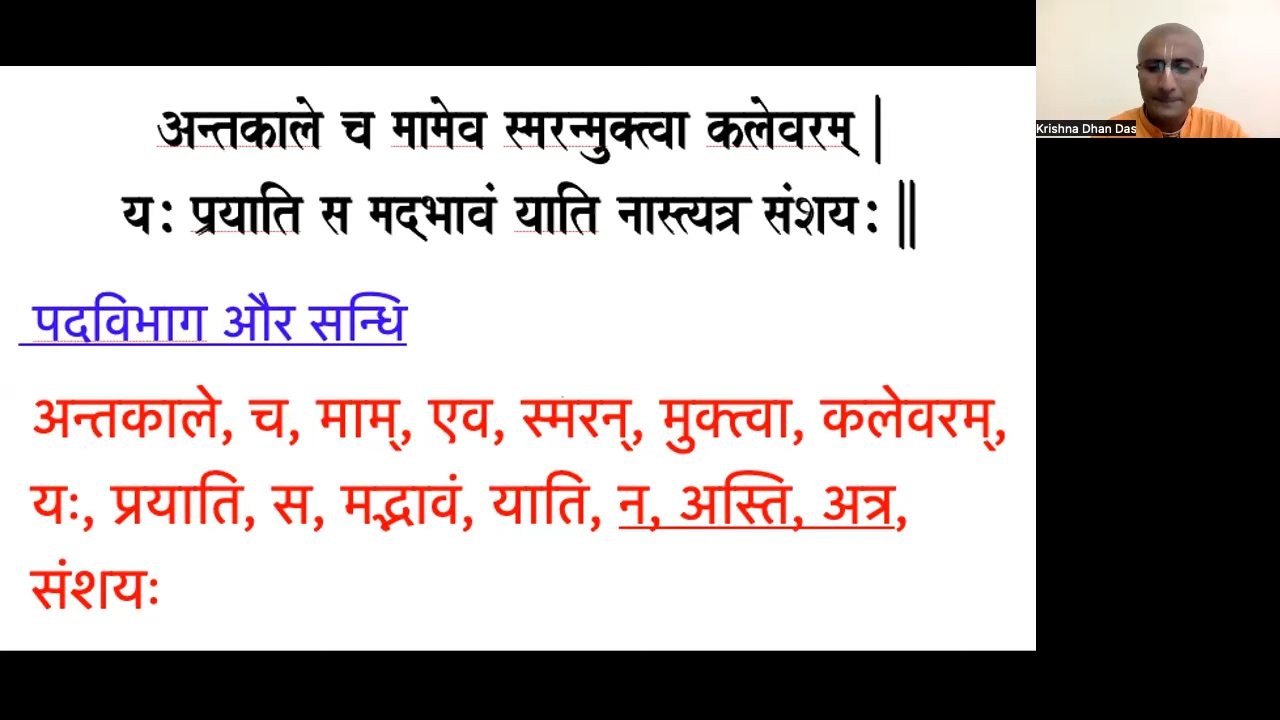 अन्तकाले च मामेव स्मरन्मुक्त्वा कलेवरम् |
यः प्रयाति स मद्भावं याति नास्त्यत्र संशयः ||
पदविभाग और सन्धि
अन्तकाले, च, माम्, एव, स्मरन्, मुक्त्वा, कलेवरम्,
यः, प्रयाति, स, मद्भावं, याति, न, अस्ति, अत्र,
संशयः
Krishna Dhan Das